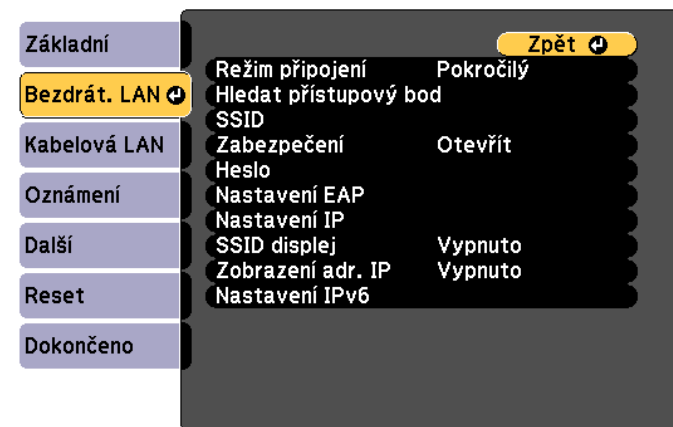 Základní
Bezdrát. LAN
Kabelová LAN
Oznámení
Další
Reset
Dokončeno
Zpět
Režim připojení Pokročilý
Hledat přístupový bod
SSID
Zabezpečení Otevřít
Heslo
Nastavení EAP
Nastavení IP
SSID displej Vypnuto
Zobrazení adr. IP Vypnuto
Nastavení IPv6